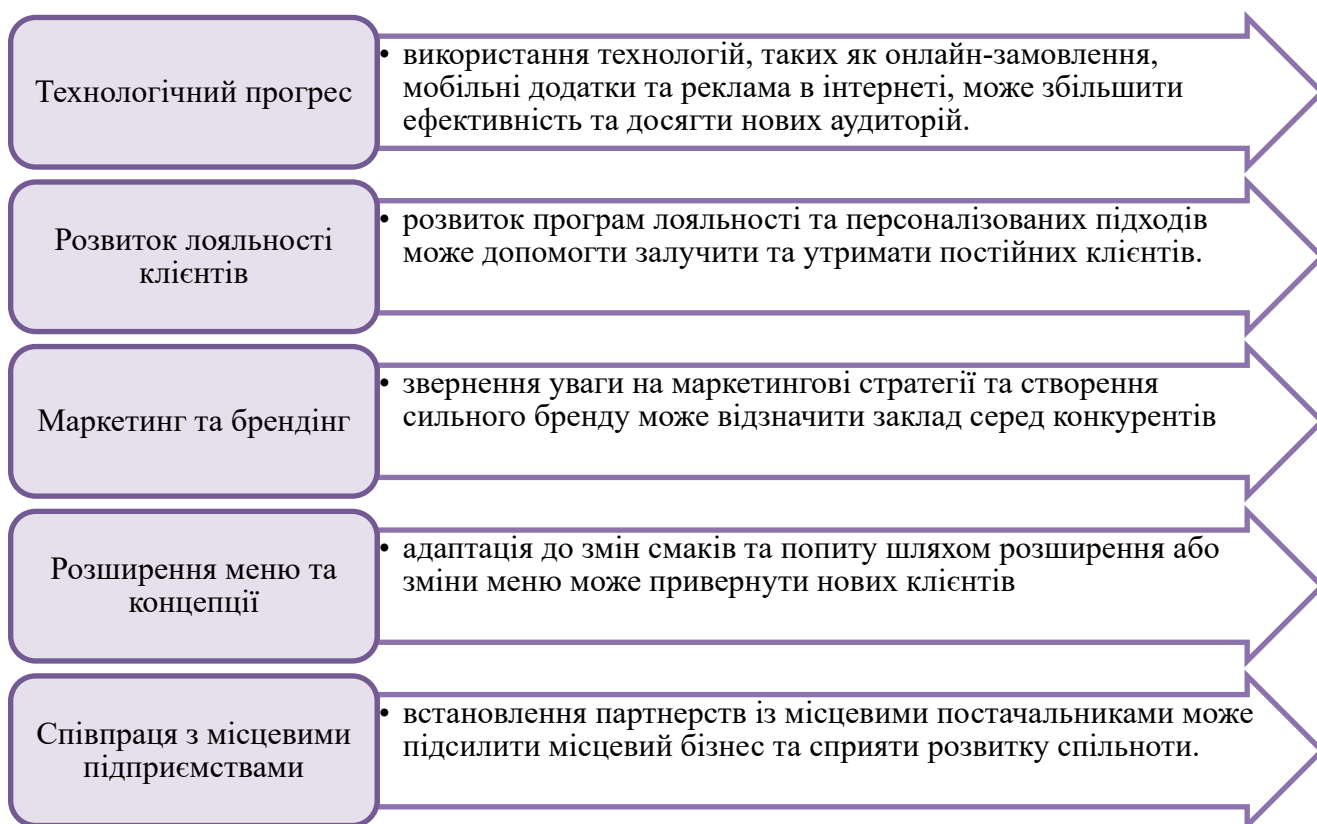 Технологічний прогрес
• використання технологій, таких як онлайн-замовлення,
мобільні додатки та реклама в інтернеті, може збільшити
ефективність та досягти нових аудиторій.
Розвиток лояльності
клієнтів
• розвиток програм лояльності та персоналізованих підходів
може допомогти залучити та утримати постійних клієнтів.
Маркетинг та брендінг
• звернення уваги на маркетингові стратегії та створення
сильного бренду може відзначити заклад серед конкурентів
Розширення меню та
концепції
• адаптація до змін смаків та попиту шляхом розширення або
зміни меню може привернути нових клієнтів
Співпраця з місцевими
підприємствами
• встановлення партнерств із місцевими постачальниками може
підсилити місцевий бізнес та сприяти розвитку спільноти.